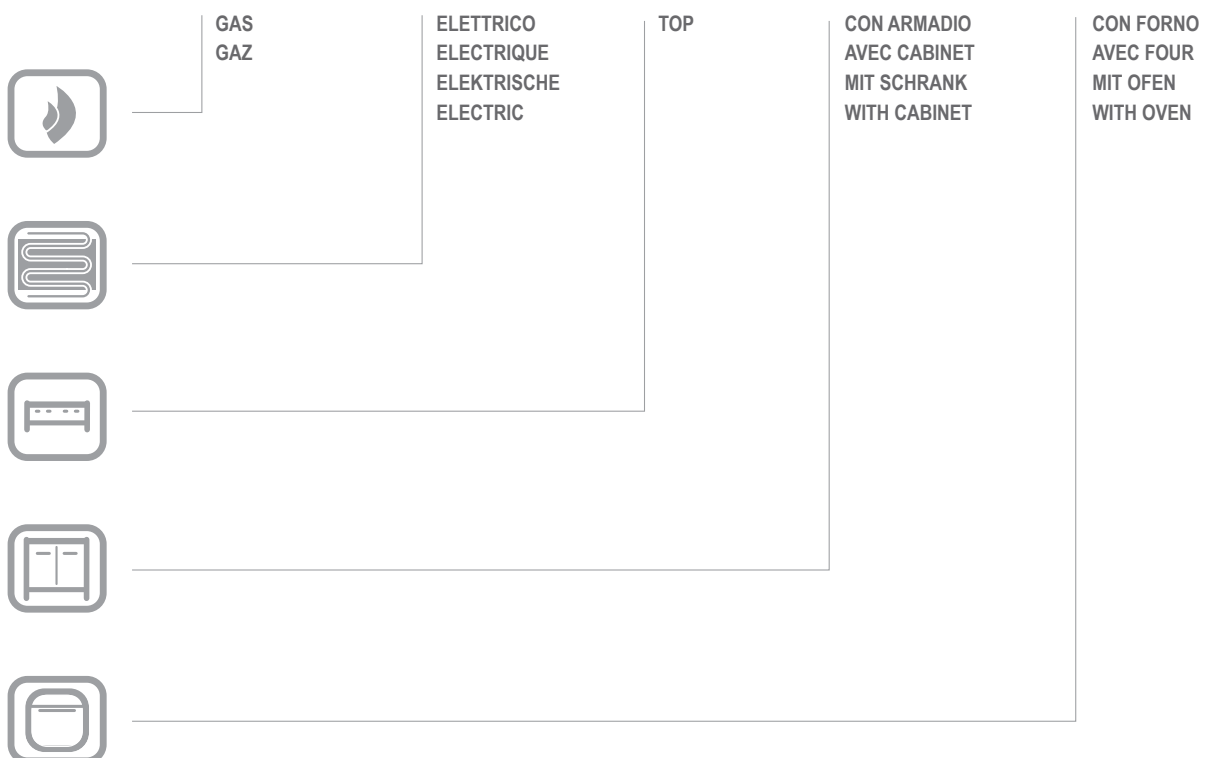 GAS
GAZ
ELETTRICO
ELECTRIQUE
ELEKTRISCHE
ELECTRIC
TOP
CON ARMADIO
AVEC CABINET
MIT SCHRANK
WITH CABINET
CON FORNO
AVEC FOUR
MIT OFEN
WITH OVEN